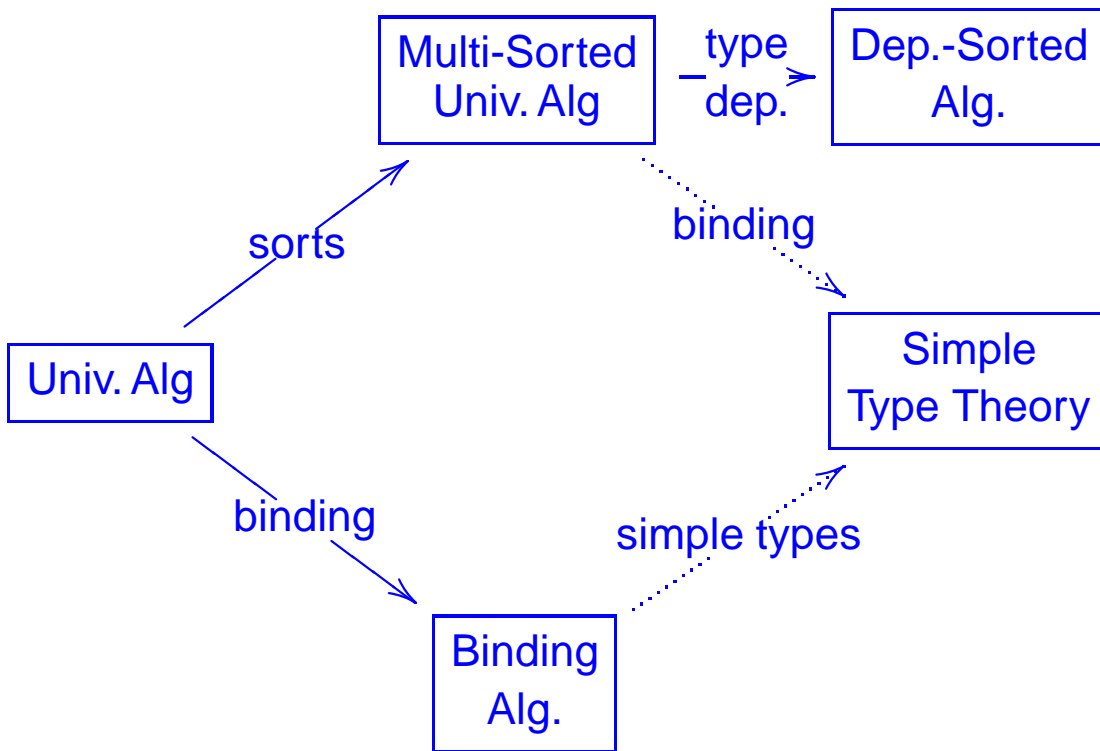 Multi-Sorted
Univ. Alg
type
dep.
Dep.-Sorted
Alg.
binding
sorts
Simple
Type Theory
Univ. Alg
binding
simple types
Binding
Alg.